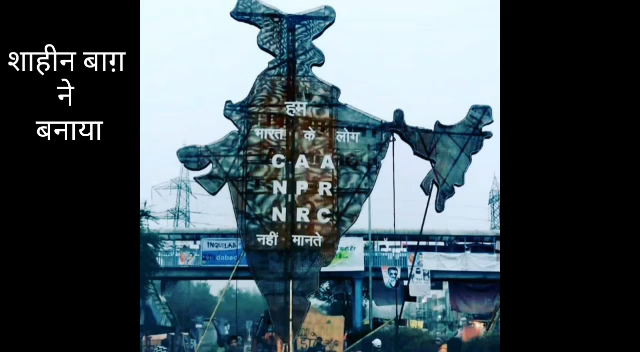 शाहीन बाग़
ने
बनाया
हम
भारत के लोग
CAA
NPR
NRC
नहीं मानते
INQUILAB